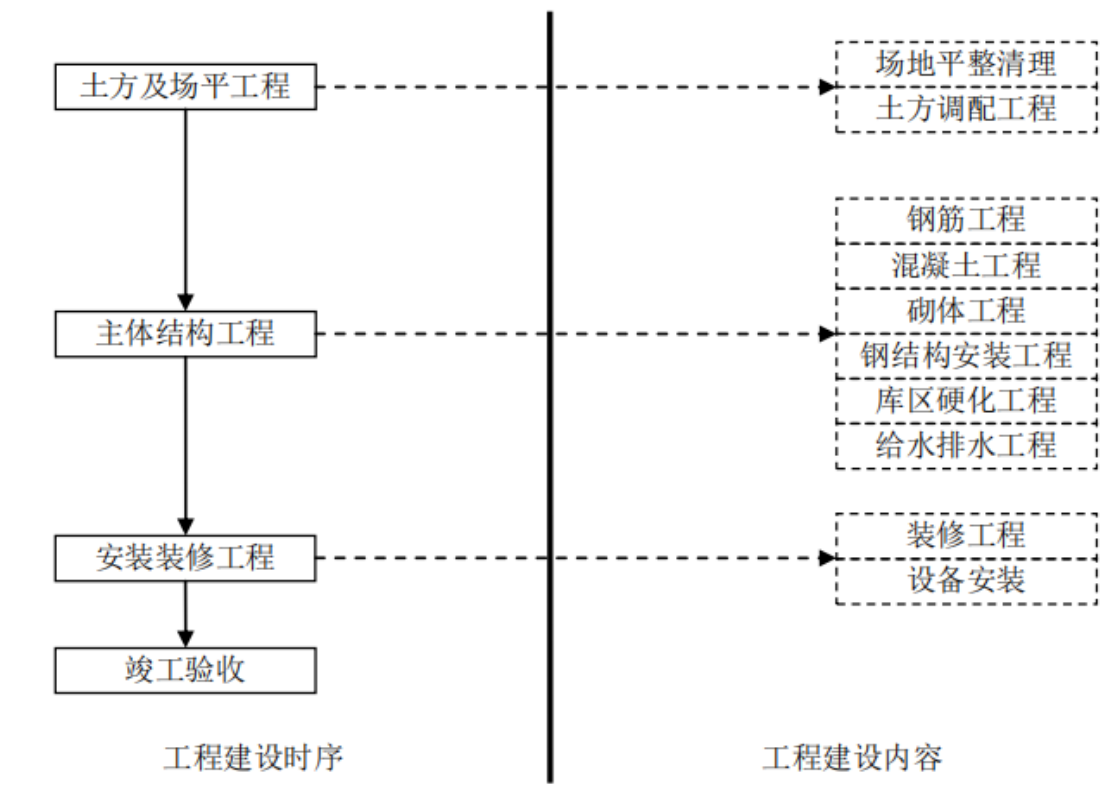 土方及场平工程
场地平整清理
土方调配工程
主体结构工程
钢筋工程
混凝土工程
砌体工程
钢结构安装工程
库区硬化工程
给水排水工程
安装装修工程
装修工程
设备安装
竣工验收
工程建设时序
工程建设内容